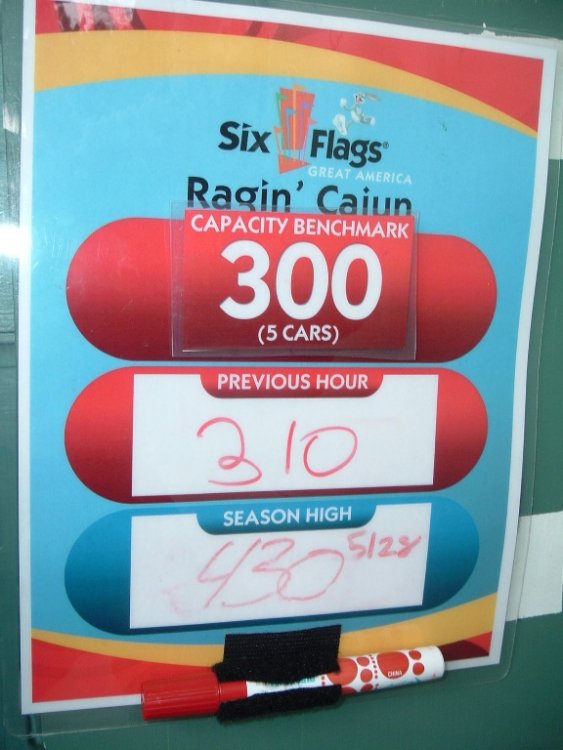 Six Flags®
GREAT AMERICA
Ragin' Cajun
CAPACITY BENCHMARK
300
(5 CARS)
PREVIOUS HOUR
310
SEASON HIGH
430 5/28
CHINA